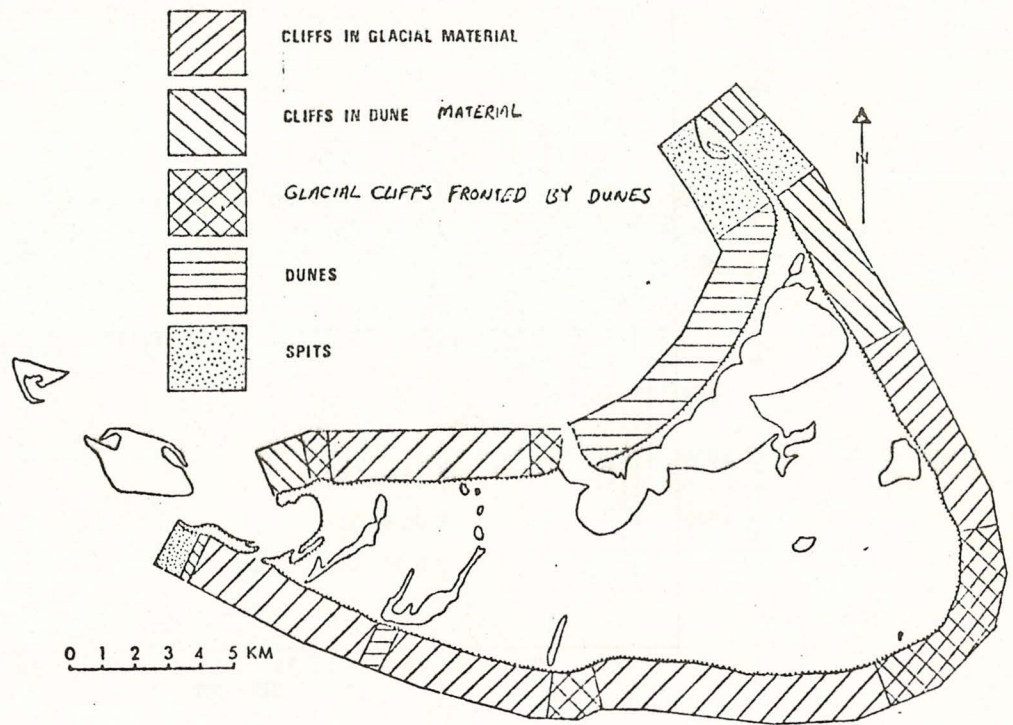 CLIFFS IN GLACIAL MATERIAL
CLIFFS IN DUNE MATERIAL
GLACIAL CLIFFS FRONTED BY DUNES
DUNES
SPITS
N
0 1 2 3 4 5 KM